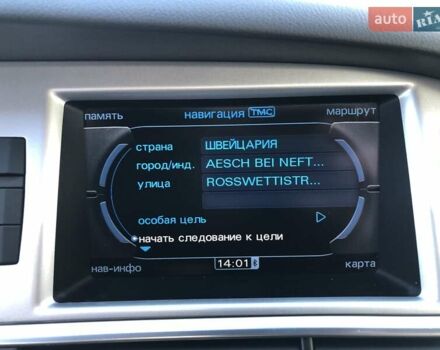 auto RIA
память навигация TMC маршрут
страна ШВЕЙЦАРИЯ
город/инд. AESCH BEI NEFT...
улица ROSSWETTISTR...
особая цель
начать следование к цели
нав-инфо 14:01 карта